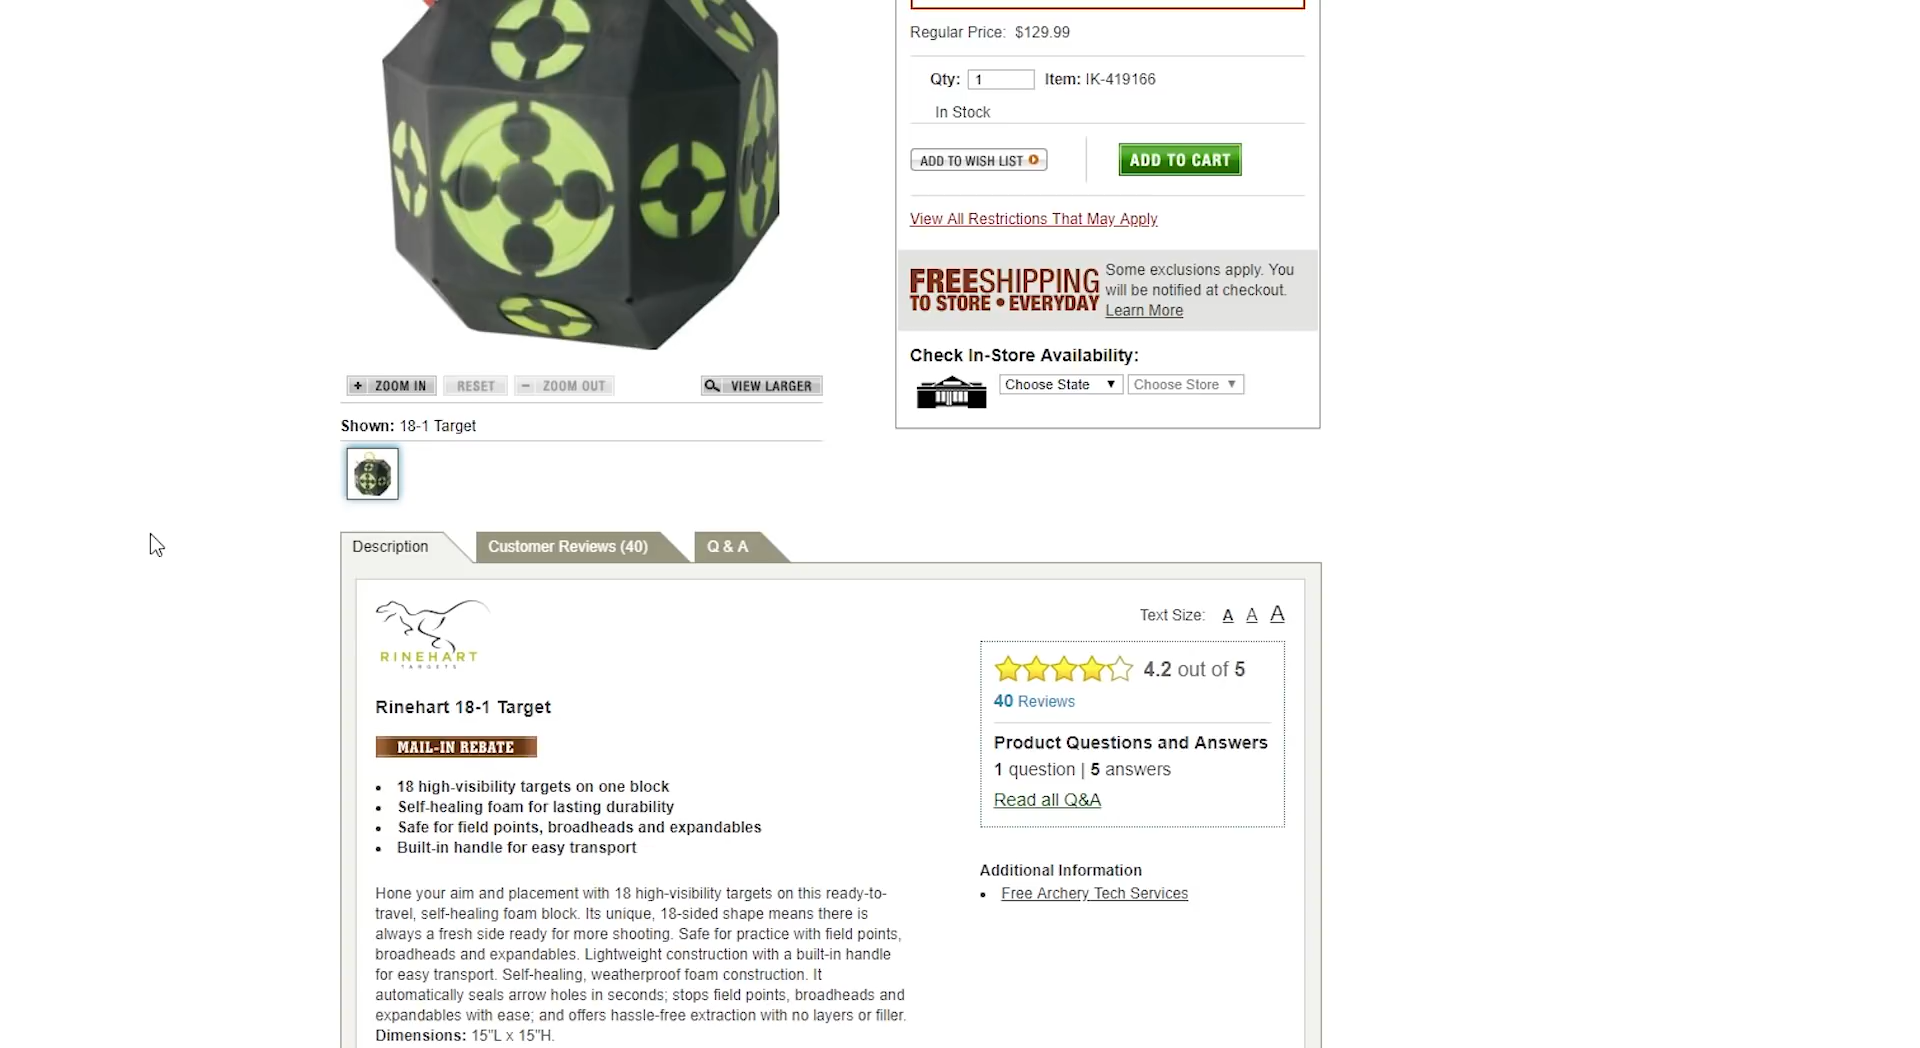 Regular Price: $129.99
Qty: 1 Item: IK-419166
In Stock
ADD TO WISH LIST
ADD TO CART
View All Restrictions That May Apply
FREE SHIPPING
TO STORE • EVERYDAY
Some exclusions apply. You
will be notified at checkout.
Learn More
Check In-Store Availability:
Choose State
Choose Store
+ ZOOM IN
RESET
− ZOOM OUT
VIEW LARGER
Shown: 18-1 Target
Description
Customer Reviews (40)
Q & A
RINEHART
TARGETS
Text Size: A A A
4.2 out of 5
40 Reviews
Product Questions and Answers
1 question | 5 answers
Read all Q&A
Rinehart 18-1 Target
MAIL-IN REBATE
• 18 high-visibility targets on one block
• Self-healing foam for lasting durability
• Safe for field points, broadheads and expandables
• Built-in handle for easy transport
Additional Information
• Free Archery Tech Services
Hone your aim and placement with 18 high-visibility targets on this ready-to-
travel, self-healing foam block. Its unique, 18-sided shape means there is
always a fresh side ready for more shooting. Safe for practice with field points,
broadheads and expandables. Lightweight construction with a built-in handle
for easy transport. Self-healing, weatherproof foam construction. It
automatically seals arrow holes in seconds; stops field points, broadheads and
expandables with ease; and offers hassle-free extraction with no layers or filler.
Dimensions: 15"L x 15"H.